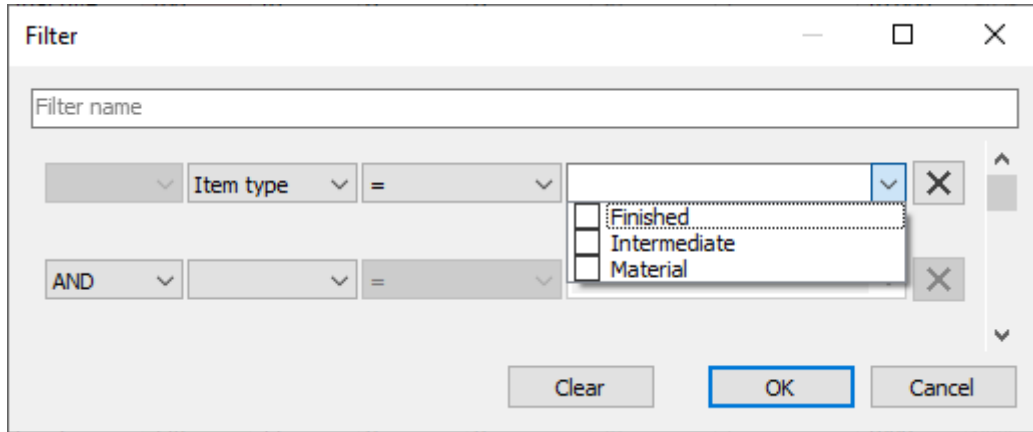 Filter
Filter name
Item type =
Finished
Intermediate
Material
AND =
Clear OK Cancel